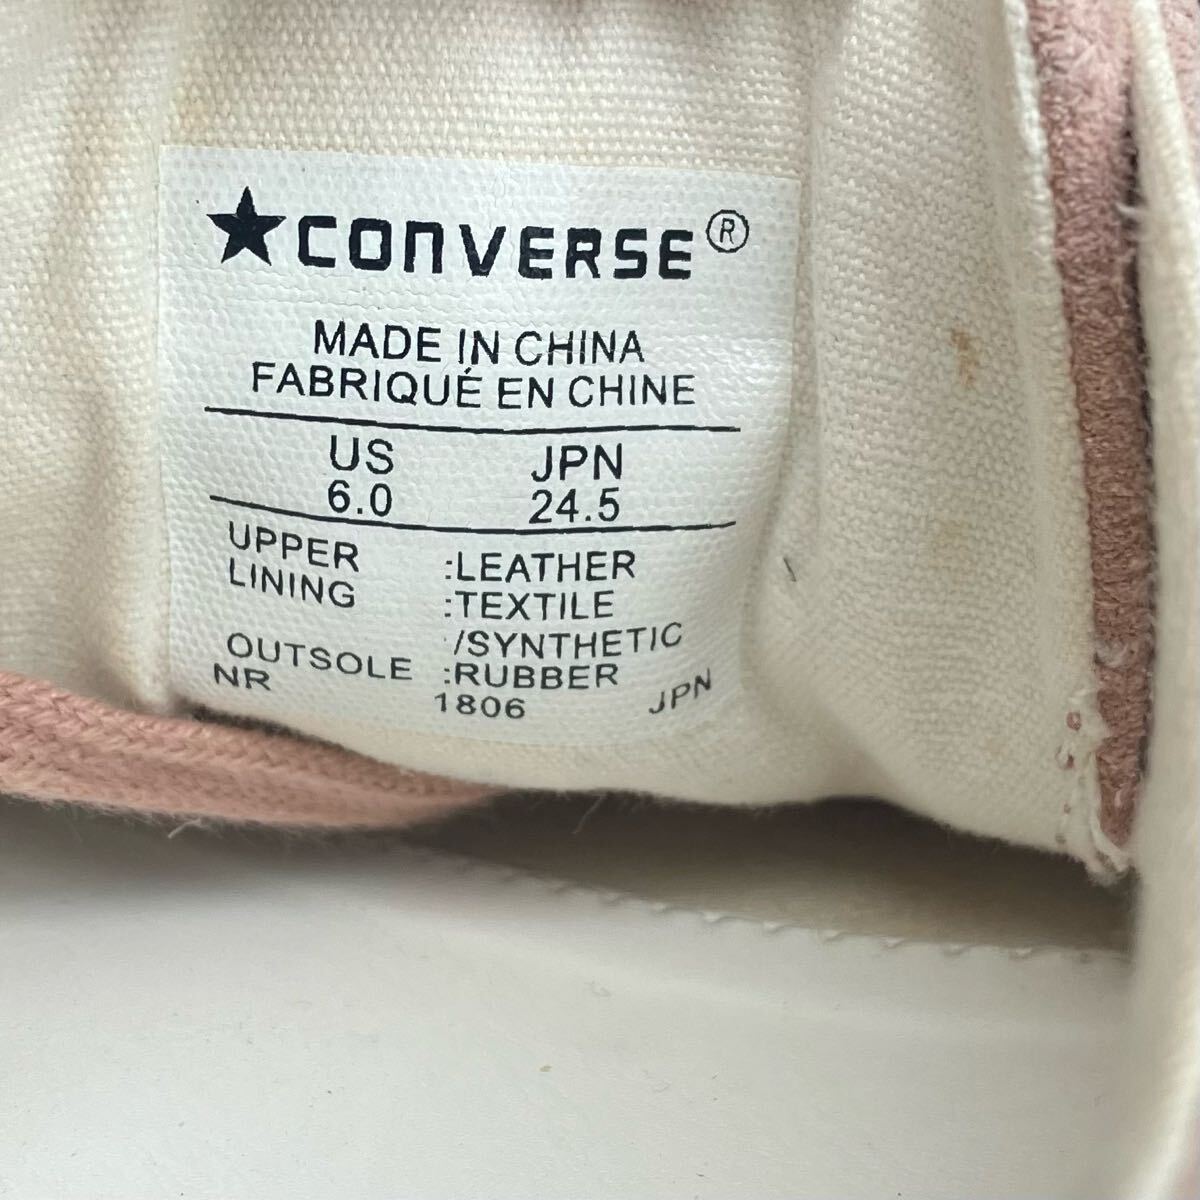 ★CONVERSE®
MADE IN CHINA
FABRIQUÉ EN CHINE
US JPN
6.0 24.5
UPPER :LEATHER
LINING :TEXTILE
/SYNTHETIC
OUTSOLE :RUBBER
NR 1806 JPN